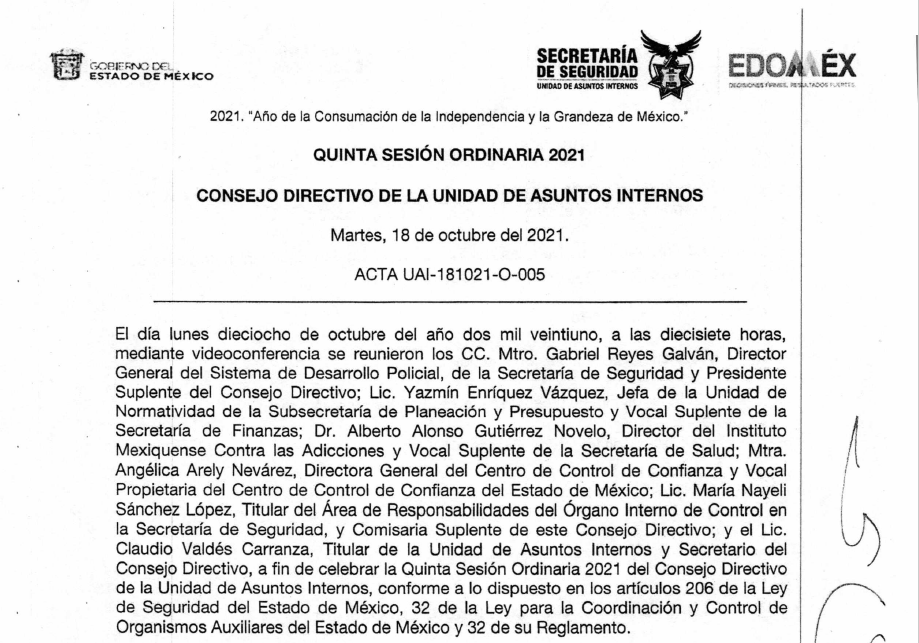 GOBIERNO DEL
ESTADO DE MÉXICO
SECRETARÍA
DE SEGURIDAD
UNIDAD DE ASUNTOS INTERNOS
EDOMÉX
DECISIONES FIRMES, RESULTADOS FUERTES.
2021. "Año de la Consumación de la Independencia y la Grandeza de México."
QUINTA SESIÓN ORDINARIA 2021
CONSEJO DIRECTIVO DE LA UNIDAD DE ASUNTOS INTERNOS
Martes, 18 de octubre del 2021.
ACTA UAI-181021-O-005
El día lunes dieciocho de octubre del año dos mil veintiuno, a las diecisiete horas,
mediante videoconferencia se reunieron los CC. Mtro. Gabriel Reyes Galván, Director
General del Sistema de Desarrollo Policial, de la Secretaría de Seguridad y Presidente
Suplente del Consejo Directivo; Lic. Yazmín Enríquez Vázquez, Jefa de la Unidad de
Normatividad de la Subsecretaría de Planeación y Presupuesto y Vocal Suplente de la
Secretaría de Finanzas; Dr. Alberto Alonso Gutiérrez Novelo, Director del Instituto
Mexiquense Contra las Adicciones y Vocal Suplente de la Secretaría de Salud; Mtra.
Angélica Arely Nevárez, Directora General del Centro de Control de Confianza y Vocal
Propietaria del Centro de Control de Confianza del Estado de México; Lic. María Nayeli
Sánchez López, Titular del Área de Responsabilidades del Órgano Interno de Control en
la Secretaría de Seguridad, y Comisaria Suplente de este Consejo Directivo; y el Lic.
Claudio Valdés Carranza, Titular de la Unidad de Asuntos Internos y Secretario del
Consejo Directivo, a fin de celebrar la Quinta Sesión Ordinaria 2021 del Consejo Directivo
de la Unidad de Asuntos Internos, conforme a lo dispuesto en los artículos 206 de la Ley
de Seguridad del Estado de México, 32 de la Ley para la Coordinación y Control de
Organismos Auxiliares del Estado de México y 32 de su Reglamento.